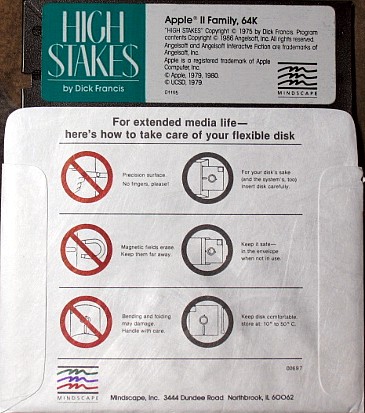 HIGH
STAKES
by Dick Francis
Apple® II Family, 64K
"HIGH STAKES" Copyright © 1975 by Dick Francis. Program
contents Copyright © 1986 Angelsoft, Inc. All rights reserved.
Angelsoft and Angelsoft Interactive Fiction are trademarks of
Angelsoft, Inc.
Apple is a registered trademark of Apple
Computer, Inc.
© Apple, 1979, 1980.
© UCSD, 1979
MINDSCAPE
For extended media life—
here's how to take care of your flexible disk
Precision surface.
No fingers, please!
For your disk's sake
(and the system's, too)
insert disk carefully.
Magnetic fields erase.
Keep them far away.
Keep it safe—
in the envelope
when not in use.
Bending and folding
may damage.
Handle with care.
Keep disk comfortable.
Store at: 10° to 50° C.
MINDSCAPE
Mindscape, Inc. 3444 Dundee Road Northbrook, IL 60062